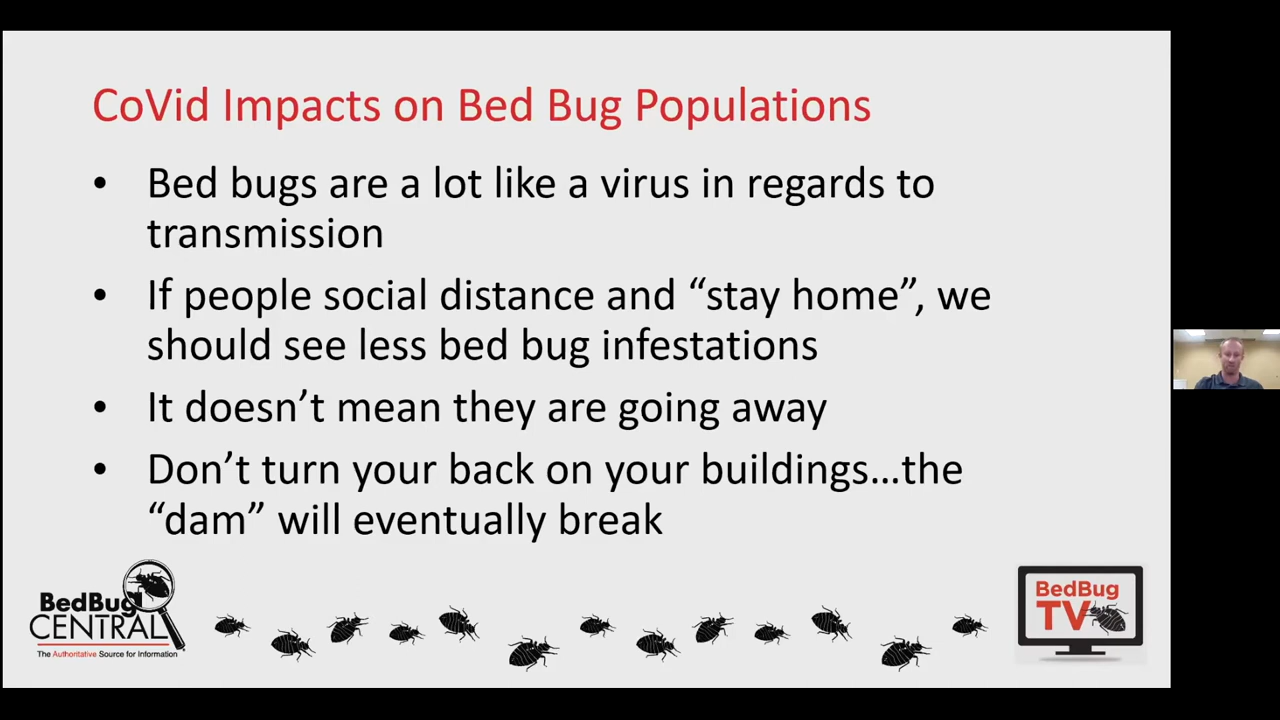 CoVid Impacts on Bed Bug Populations
• Bed bugs are a lot like a virus in regards to
transmission
• If people social distance and “stay home”, we
should see less bed bug infestations
• It doesn’t mean they are going away
• Don’t turn your back on your buildings…the
“dam” will eventually break
BedBug
CENTRAL
The Authoritative Source for Information
BedBug
TV